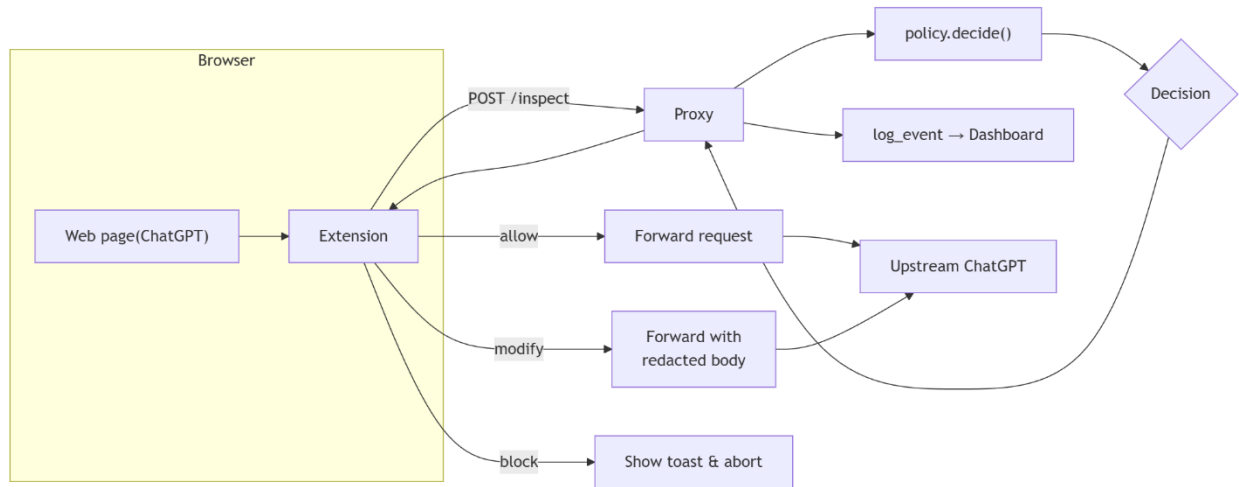 Browser
policy.decide()
POST /inspect
Proxy
Decision
log_event → Dashboard
Web page(ChatGPT)
Extension
allow
Forward request
Upstream ChatGPT
modify
Forward with
redacted body
block
Show toast & abort